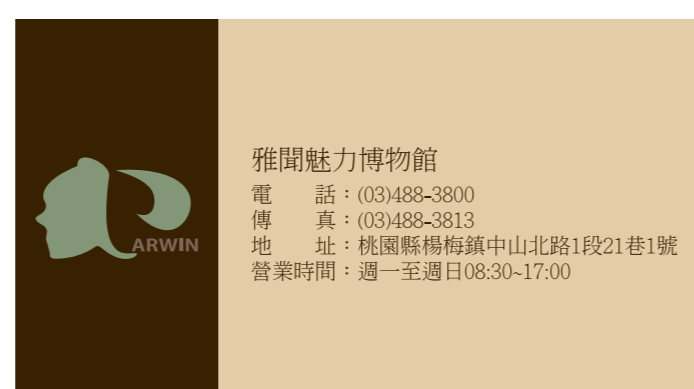 ARWIN
雅聞魅力博物館
電　　話：(03)488-3800
傳　　真：(03)488-3813
地　　址：桃園縣楊梅鎮中山北路1段21巷1號
營業時間：週一至週日08:30~17:00